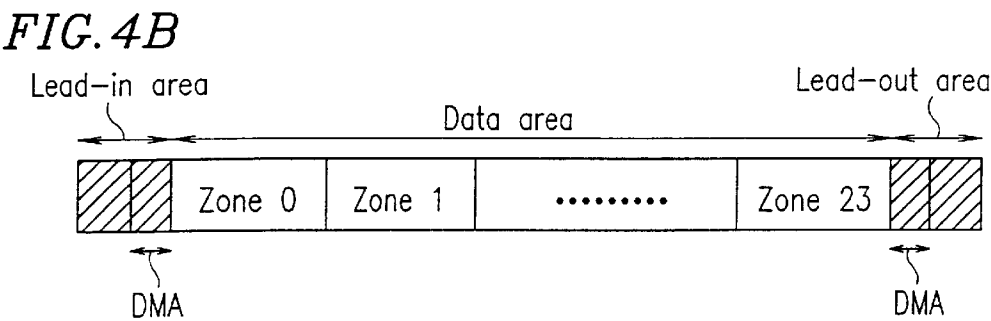 FIG. 4B
Lead-in area
Data area
Lead-out area
Zone 0
Zone 1
.........
Zone 23
DMA
DMA